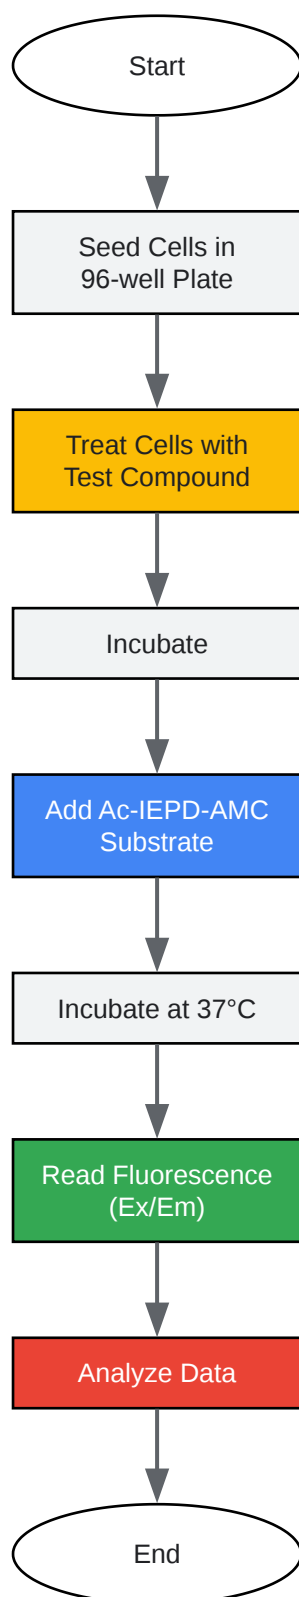 Start
Seed Cells in
96-well Plate
Treat Cells with
Test Compound
Incubate
Add Ac-IEPD-AMC
Substrate
Incubate at 37°C
Read Fluorescence
(Ex/Em)
Analyze Data
End